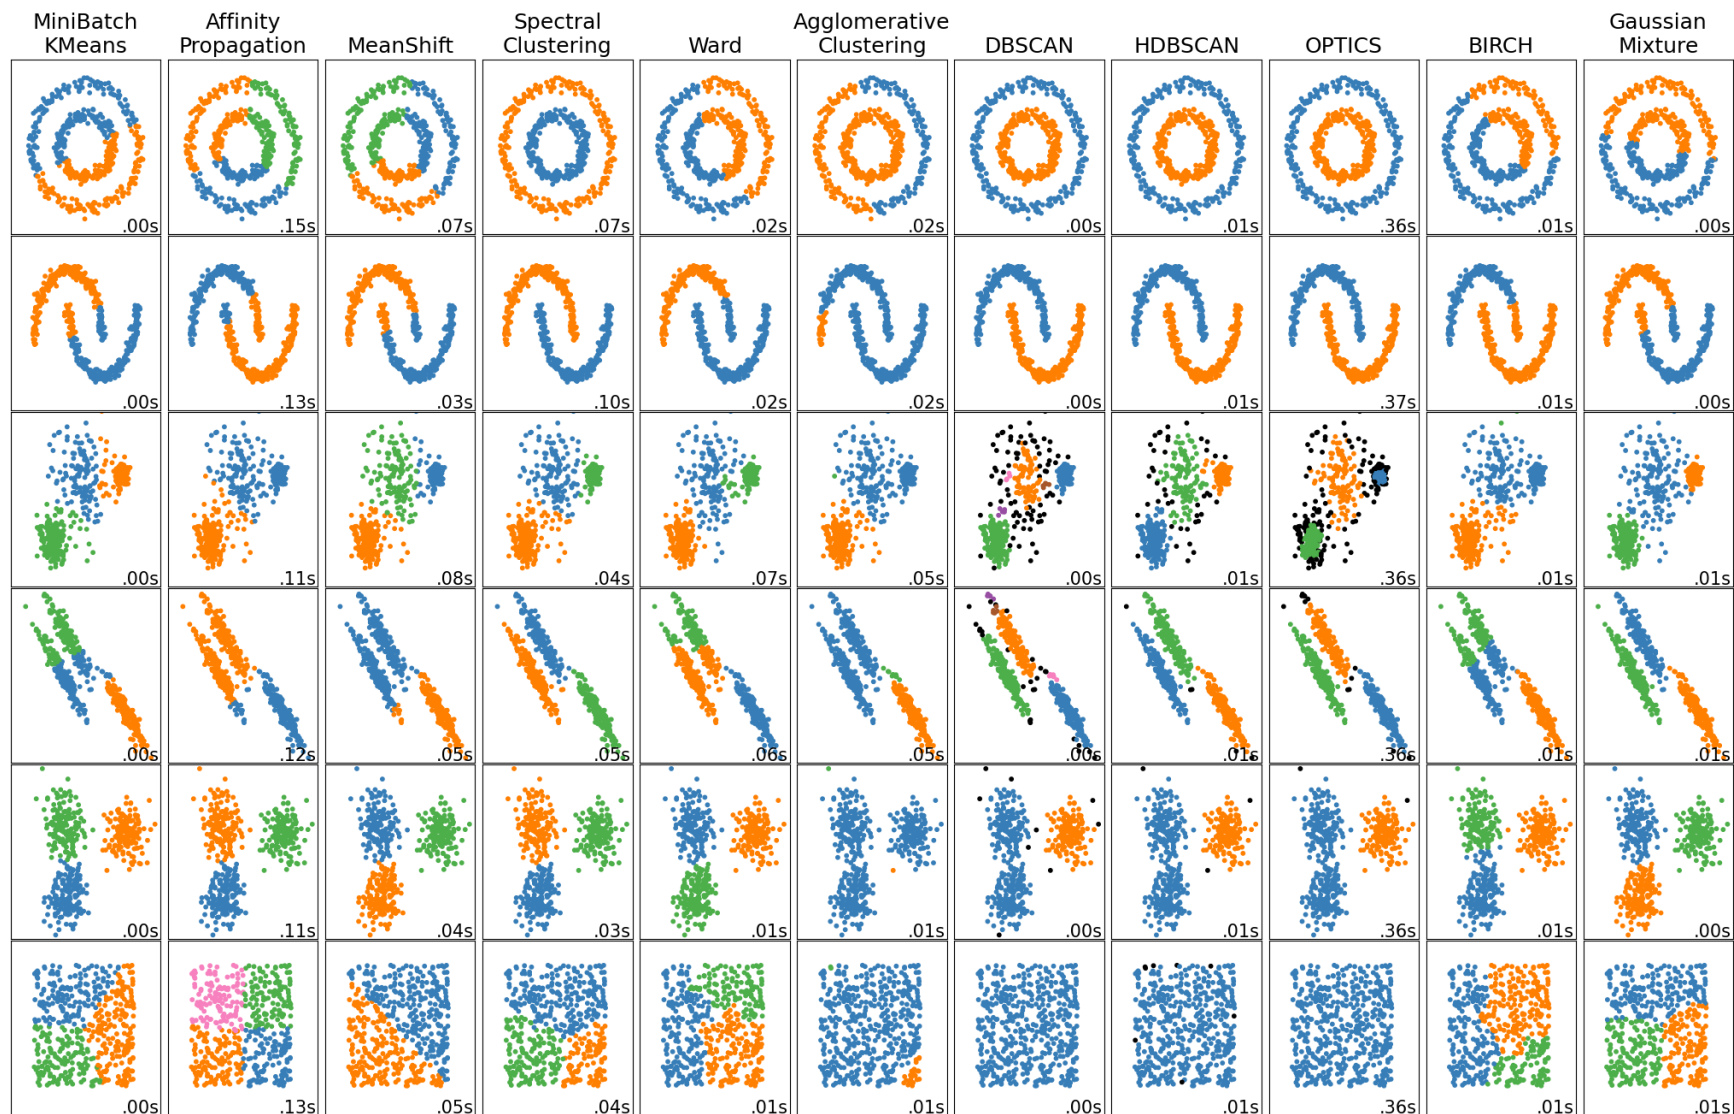 MiniBatch
KMeans
Affinity
Propagation
MeanShift
Spectral
Clustering
Ward
Agglomerative
Clustering
DBSCAN
HDBSCAN
OPTICS
BIRCH
Gaussian
Mixture
.00s
.15s
.07s
.07s
.02s
.02s
.00s
.01s
.36s
.01s
.00s
.00s
.13s
.03s
.10s
.02s
.02s
.00s
.01s
.37s
.01s
.00s
.00s
.11s
.08s
.04s
.07s
.05s
.00s
.01s
.36s
.01s
.01s
.00s
.12s
.05s
.05s
.06s
.05s
.00s
.01s
.36s
.01s
.01s
.00s
.11s
.04s
.03s
.01s
.01s
.00s
.01s
.36s
.01s
.00s
.00s
.13s
.05s
.04s
.01s
.01s
.00s
.01s
.36s
.01s
.01s